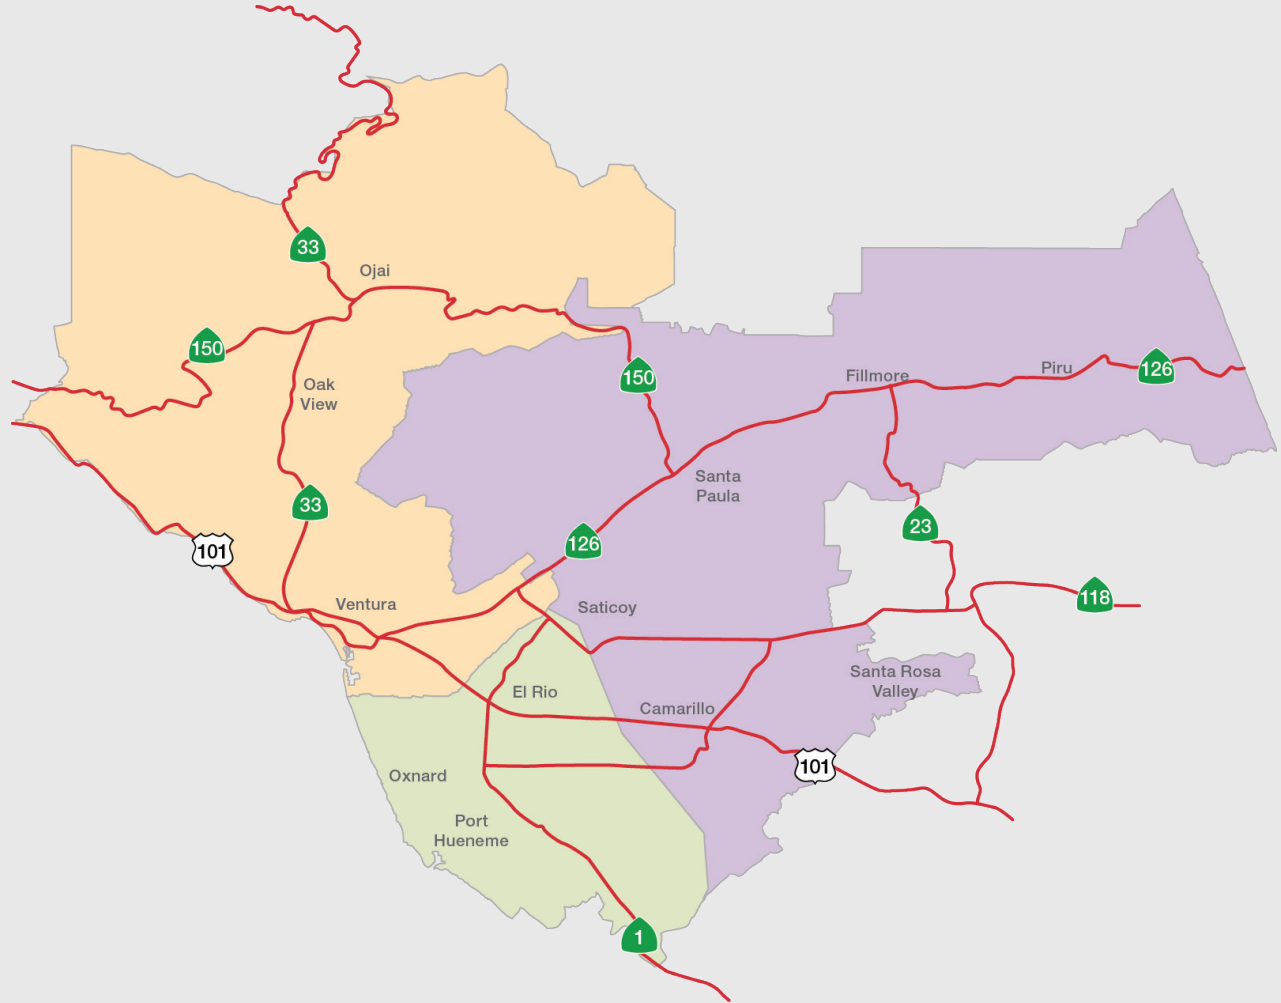 33
Ojai
150
Oak
View
150
Fillmore
Piru
126
Santa
Paula
33
126
23
101
118
Ventura
Saticoy
Santa Rosa
Valley
El Rio
Camarillo
101
Oxnard
Port
Hueneme
1